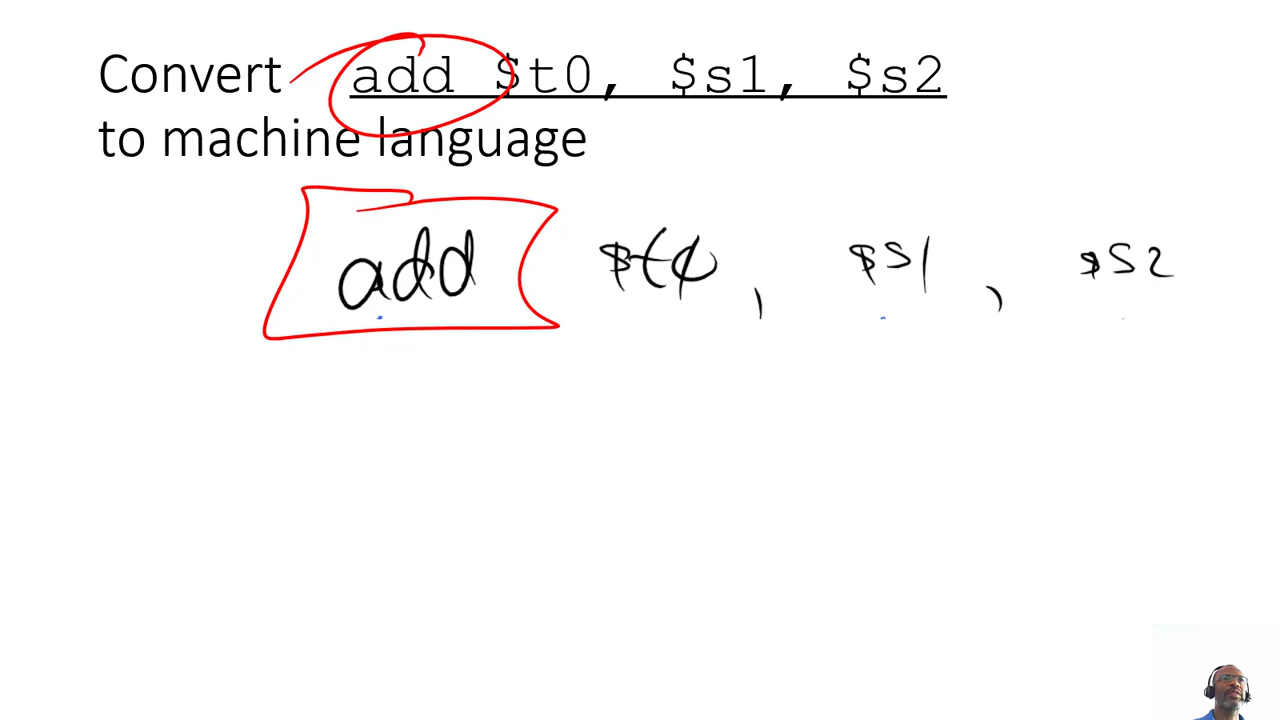 Convert add $t0, $s1, $s2
to machine language
add $t0, $s1, $s2